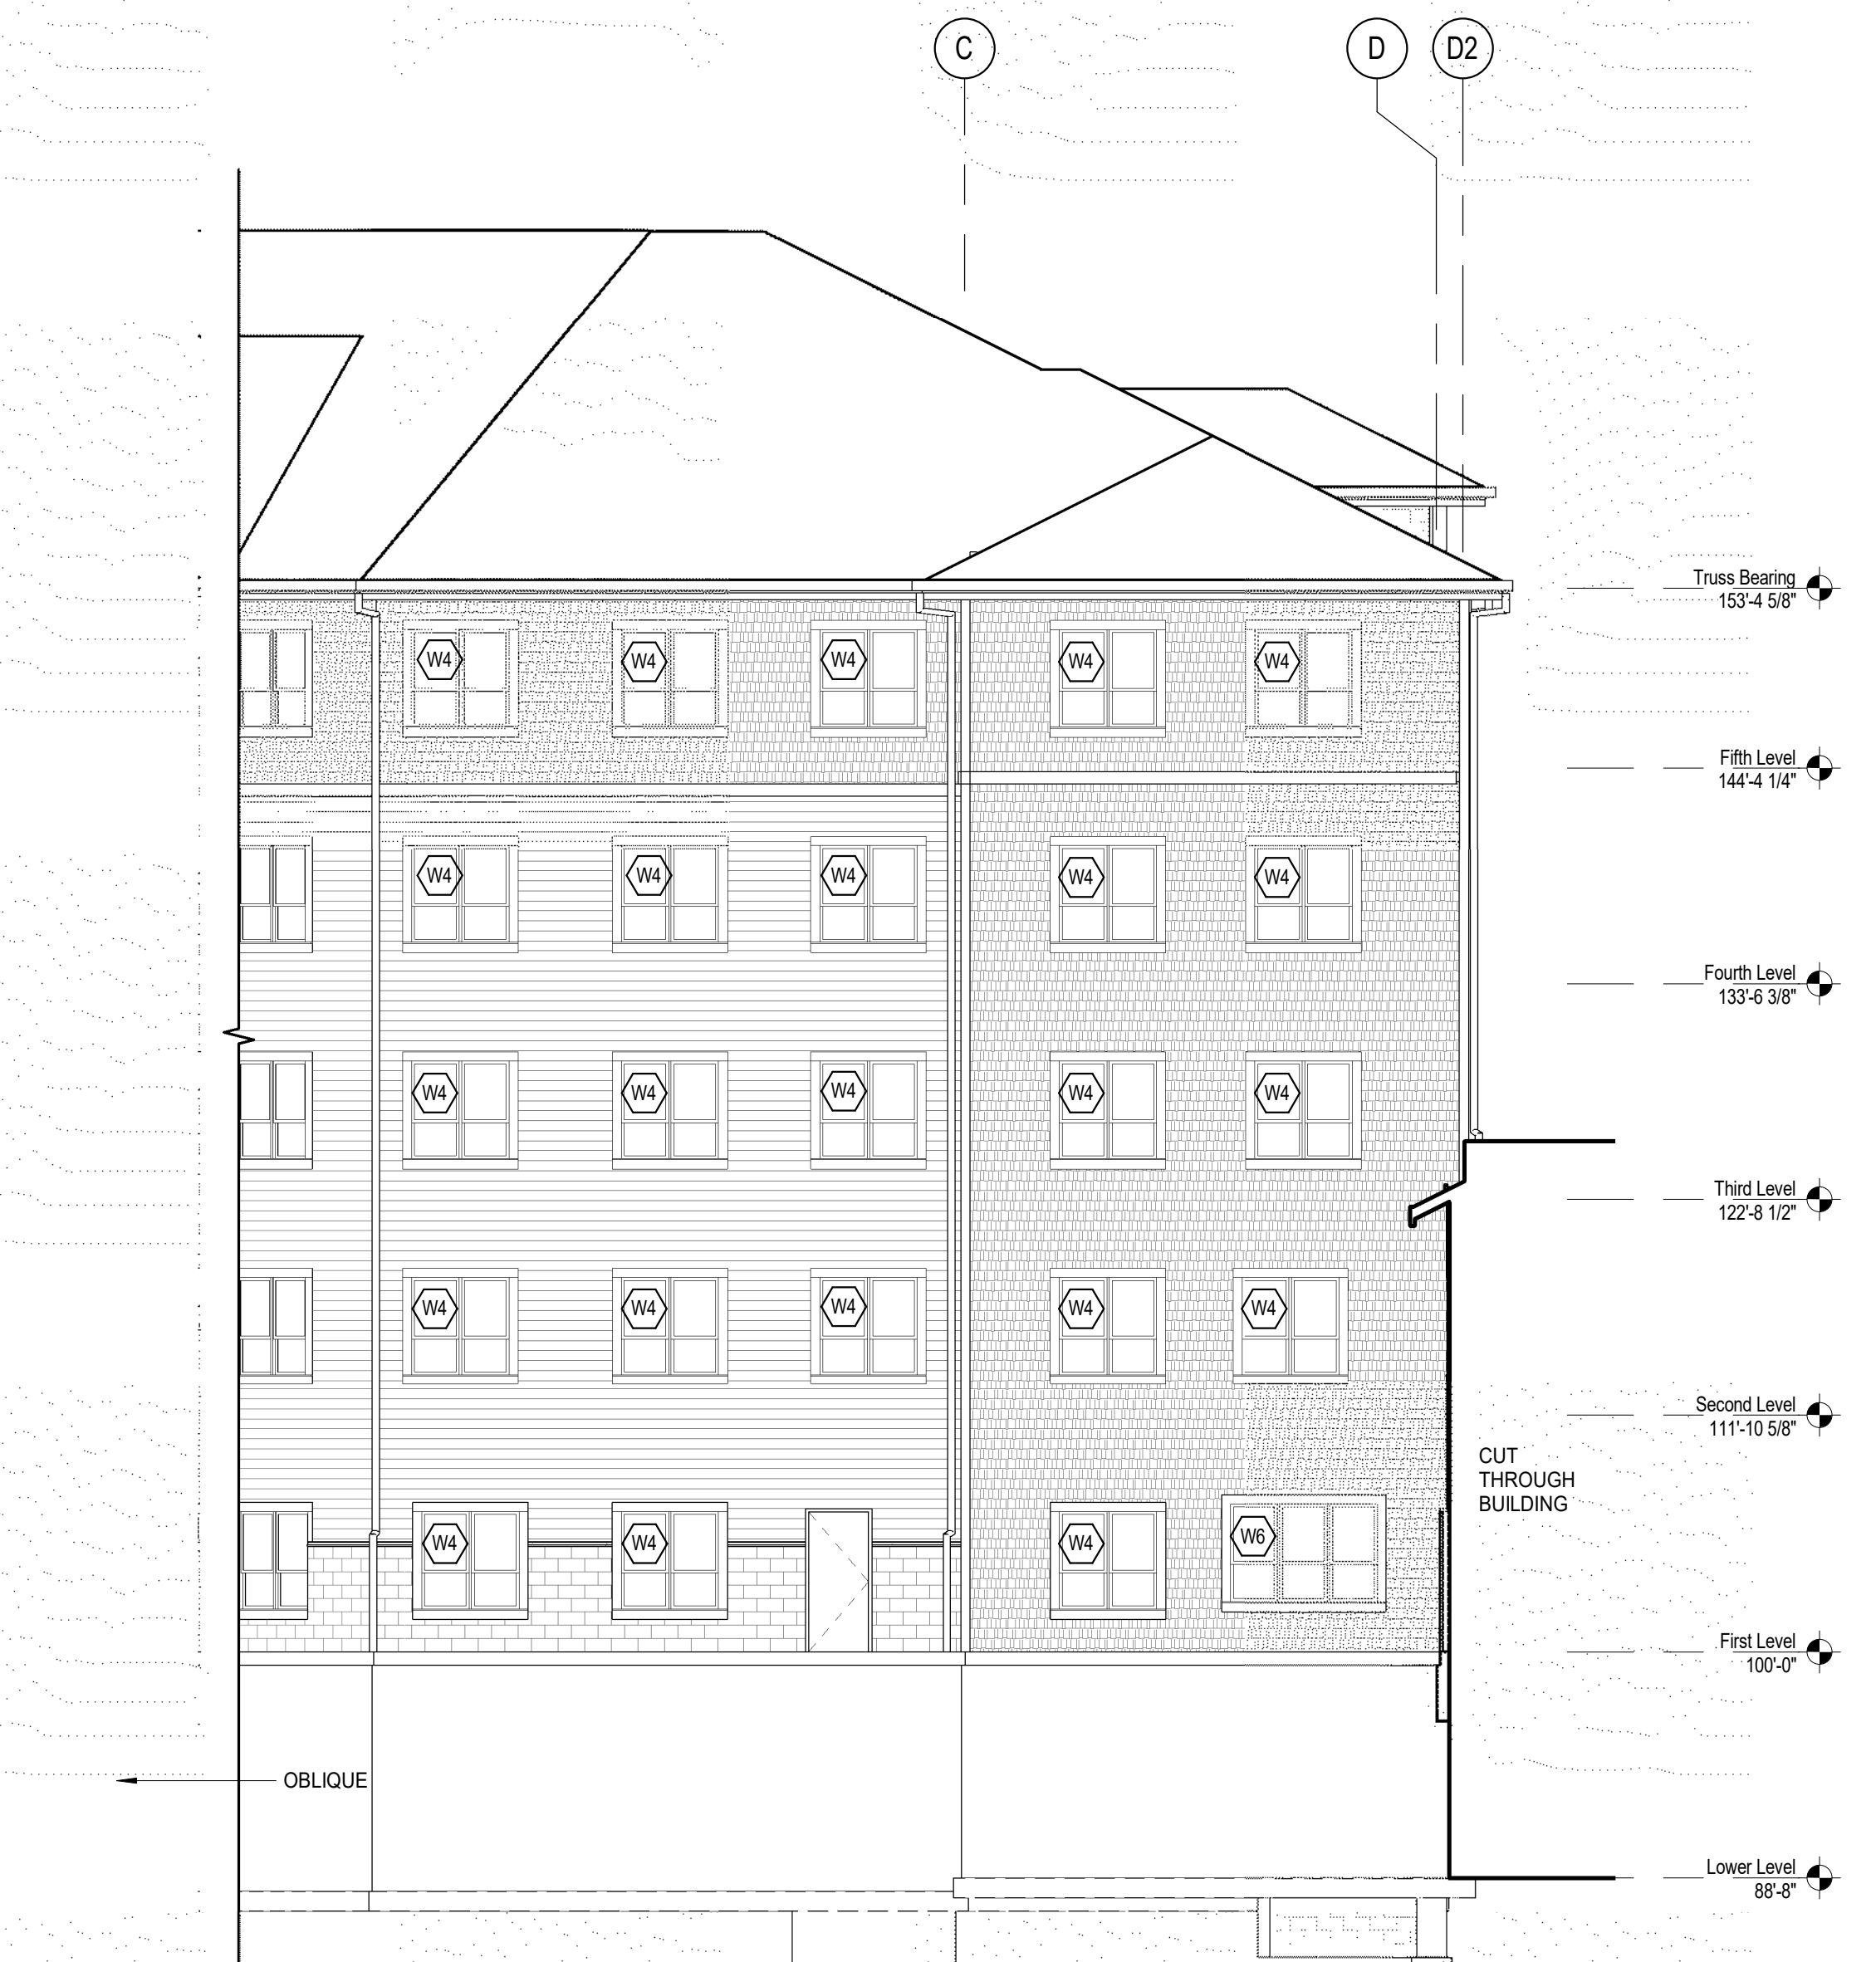 C D D2
Truss Bearing
153'-4 5/8"
W4 W4 W4 W4 W4
Fifth Level
144'-4 1/4"
W4 W4 W4 W4 W4
Fourth Level
133'-6 3/8"
W4 W4 W4 W4 W4
Third Level
122'-8 1/2"
W4 W4 W4 W4 W4
Second Level
111'-10 5/8"
CUT
THROUGH
BUILDING
W4 W4 W4 W6
First Level
100'-0"
OBLIQUE
Lower Level
88'-8"